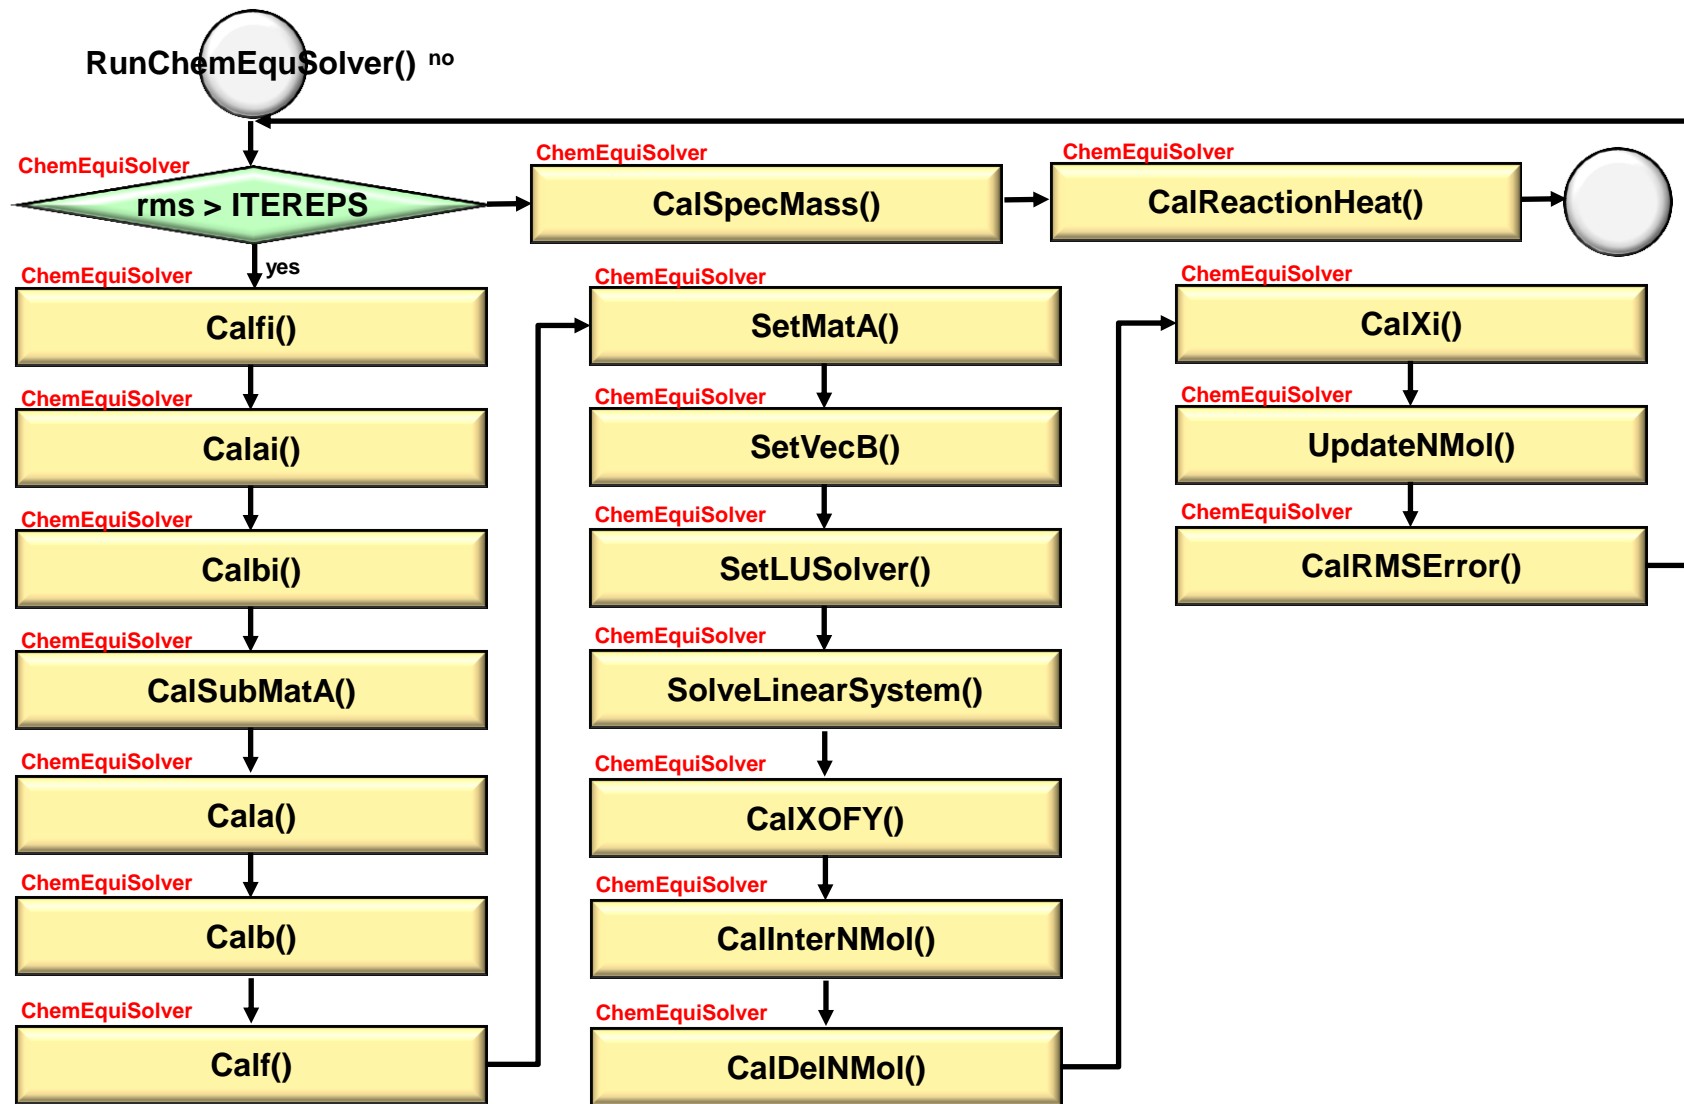 RunChemEquSolver() no
ChemEquiSolver
rms > ITEREPS
ChemEquiSolver
CalSpecMass()
ChemEquiSolver
CalReactionHeat()
yes
ChemEquiSolver
Calfi()
ChemEquiSolver
Calai()
ChemEquiSolver
Calbi()
ChemEquiSolver
CalSubMatA()
ChemEquiSolver
Cala()
ChemEquiSolver
Calb()
ChemEquiSolver
Calf()
ChemEquiSolver
SetMatA()
ChemEquiSolver
SetVecB()
ChemEquiSolver
SetLUSolver()
ChemEquiSolver
SolveLinearSystem()
ChemEquiSolver
CalXOFY()
ChemEquiSolver
CalInterNMol()
ChemEquiSolver
CalDelNMol()
ChemEquiSolver
CalXi()
ChemEquiSolver
UpdateNMol()
ChemEquiSolver
CalRMSError()